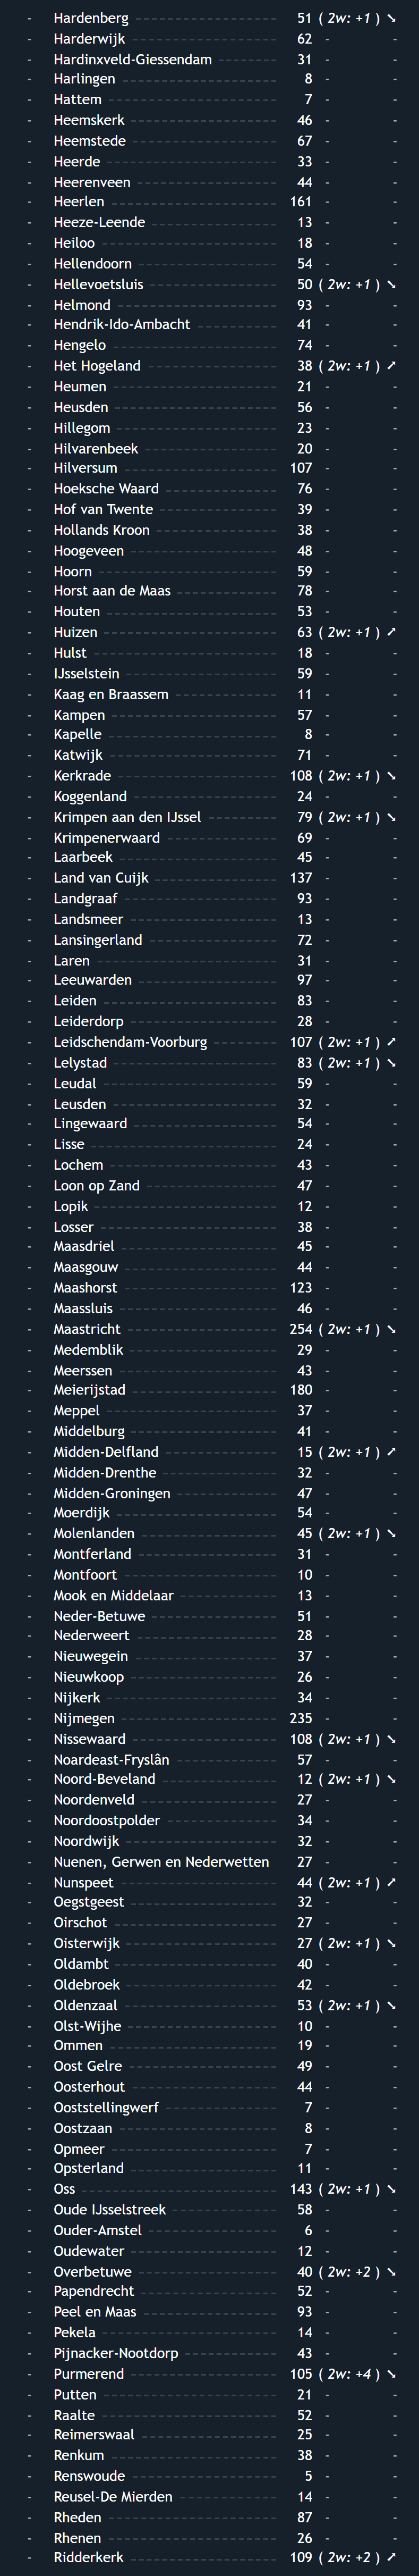 - Hardenberg 51 ( 2w: +1 ) ➘
- Harderwijk 62 - -
- Hardinxveld-Giessendam 31 - -
- Harlingen 8 - -
- Hattem 7 - -
- Heemskerk 46 - -
- Heemstede 67 - -
- Heerde 33 - -
- Heerenveen 44 - -
- Heerlen 161 - -
- Heeze-Leende 13 - -
- Heiloo 18 - -
- Hellendoorn 54 - -
- Hellevoetsluis 50 ( 2w: +1 ) ➘
- Helmond 93 - -
- Hendrik-Ido-Ambacht 41 - -
- Hengelo 74 - -
- Het Hogeland 38 ( 2w: +1 ) ➚
- Heumen 21 - -
- Heusden 56 - -
- Hillegom 23 - -
- Hilvarenbeek 20 - -
- Hilversum 107 - -
- Hoeksche Waard 76 - -
- Hof van Twente 39 - -
- Hollands Kroon 38 - -
- Hoogeveen 48 - -
- Hoorn 59 - -
- Horst aan de Maas 78 - -
- Houten 53 - -
- Huizen 63 ( 2w: +1 ) ➚
- Hulst 18 - -
- IJsselstein 59 - -
- Kaag en Braassem 11 - -
- Kampen 57 - -
- Kapelle 8 - -
- Katwijk 71 - -
- Kerkrade 108 ( 2w: +1 ) ➘
- Koggenland 24 - -
- Krimpen aan den IJssel 79 ( 2w: +1 ) ➘
- Krimpenerwaard 69 - -
- Laarbeek 45 - -
- Land van Cuijk 137 - -
- Landgraaf 93 - -
- Landsmeer 13 - -
- Lansingerland 72 - -
- Laren 31 - -
- Leeuwarden 97 - -
- Leiden 83 - -
- Leiderdorp 28 - -
- Leidschendam-Voorburg 107 ( 2w: +1 ) ➚
- Lelystad 83 ( 2w: +1 ) ➘
- Leudal 59 - -
- Leusden 32 - -
- Lingewaard 54 - -
- Lisse 24 - -
- Lochem 43 - -
- Loon op Zand 47 - -
- Lopik 12 - -
- Losser 38 - -
- Maasdriel 45 - -
- Maasgouw 44 - -
- Maashorst 123 - -
- Maassluis 46 - -
- Maastricht 254 ( 2w: +1 ) ➘
- Medemblik 29 - -
- Meerssen 43 - -
- Meierijstad 180 - -
- Meppel 37 - -
- Middelburg 41 - -
- Midden-Delfland 15 ( 2w: +1 ) ➚
- Midden-Drenthe 32 - -
- Midden-Groningen 47 - -
- Moerdijk 54 - -
- Molenlanden 45 ( 2w: +1 ) ➘
- Montferland 31 - -
- Montfoort 10 - -
- Mook en Middelaar 13 - -
- Neder-Betuwe 51 - -
- Nederweert 28 - -
- Nieuwegein 37 - -
- Nieuwkoop 26 - -
- Nijkerk 34 - -
- Nijmegen 235 - -
- Nissewaard 108 ( 2w: +1 ) ➘
- Noardeast-Fryslân 57 - -
- Noord-Beveland 12 ( 2w: +1 ) ➘
- Noordenveld 27 - -
- Noordoostpolder 34 - -
- Noordwijk 32 - -
- Nuenen, Gerwen en Nederwetten 27 - -
- Nunspeet 44 ( 2w: +1 ) ➚
- Oegstgeest 32 - -
- Oirschot 27 - -
- Oisterwijk 27 ( 2w: +1 ) ➘
- Oldambt 40 - -
- Oldebroek 42 - -
- Oldenzaal 53 ( 2w: +1 ) ➘
- Olst-Wijhe 10 - -
- Ommen 19 - -
- Oost Gelre 49 - -
- Oosterhout 44 - -
- Ooststellingwerf 7 - -
- Oostzaan 8 - -
- Opmeer 7 - -
- Opsterland 11 - -
- Oss 143 ( 2w: +1 ) ➘
- Oude IJsselstreek 58 - -
- Ouder-Amstel 6 - -
- Oudewater 12 - -
- Overbetuwe 40 ( 2w: +2 ) ➘
- Papendrecht 52 - -
- Peel en Maas 93 - -
- Pekela 14 - -
- Pijnacker-Nootdorp 43 - -
- Purmerend 105 ( 2w: +4 ) ➘
- Putten 21 - -
- Raalte 52 - -
- Reimerswaal 25 - -
- Renkum 38 - -
- Renswoude 5 - -
- Reusel-De Mierden 14 - -
- Rheden 87 - -
- Rhenen 26 - -
- Ridderkerk 109 ( 2w: +2 ) ➚